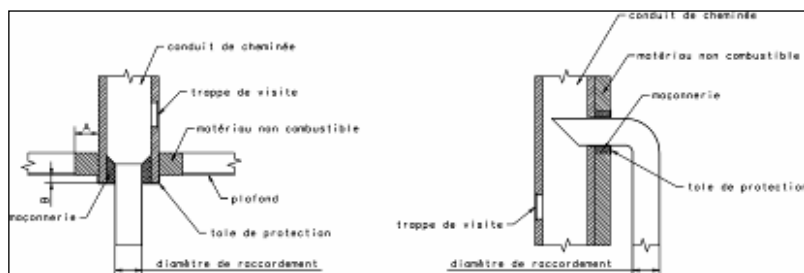 conduit de cheminée
trappe de visite
A
matériau non combustible
B
plafond
maçonnerie
tole de protection
diamètre de raccordement
conduit de cheminée
matériau non combustible
maçonnerie
tole de protection
trappe de visite
diamètre de raccordement